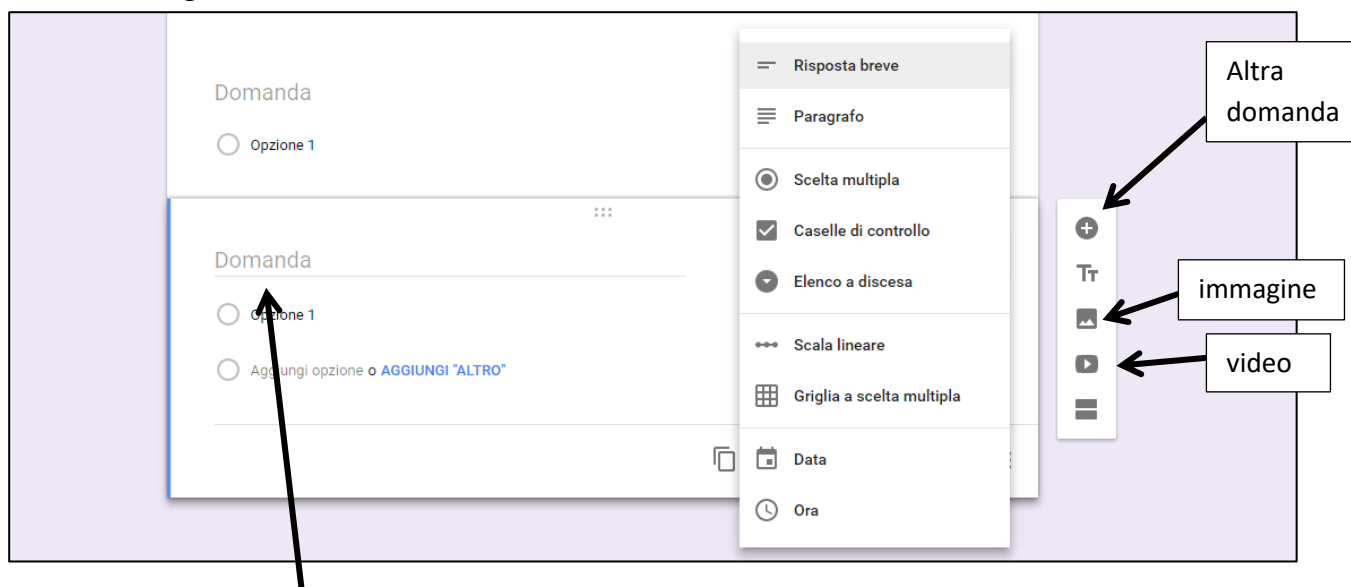 Domanda
Opzione 1
Domanda
Opzione 1
Aggiungi opzione o AGGIUNGI "ALTRO"
Risposta breve
Paragrafo
Scelta multipla
Caselle di controllo
Elenco a discesa
Scala lineare
Griglia a scelta multipla
Data
Ora
Tт
Altra
domanda
immagine
video